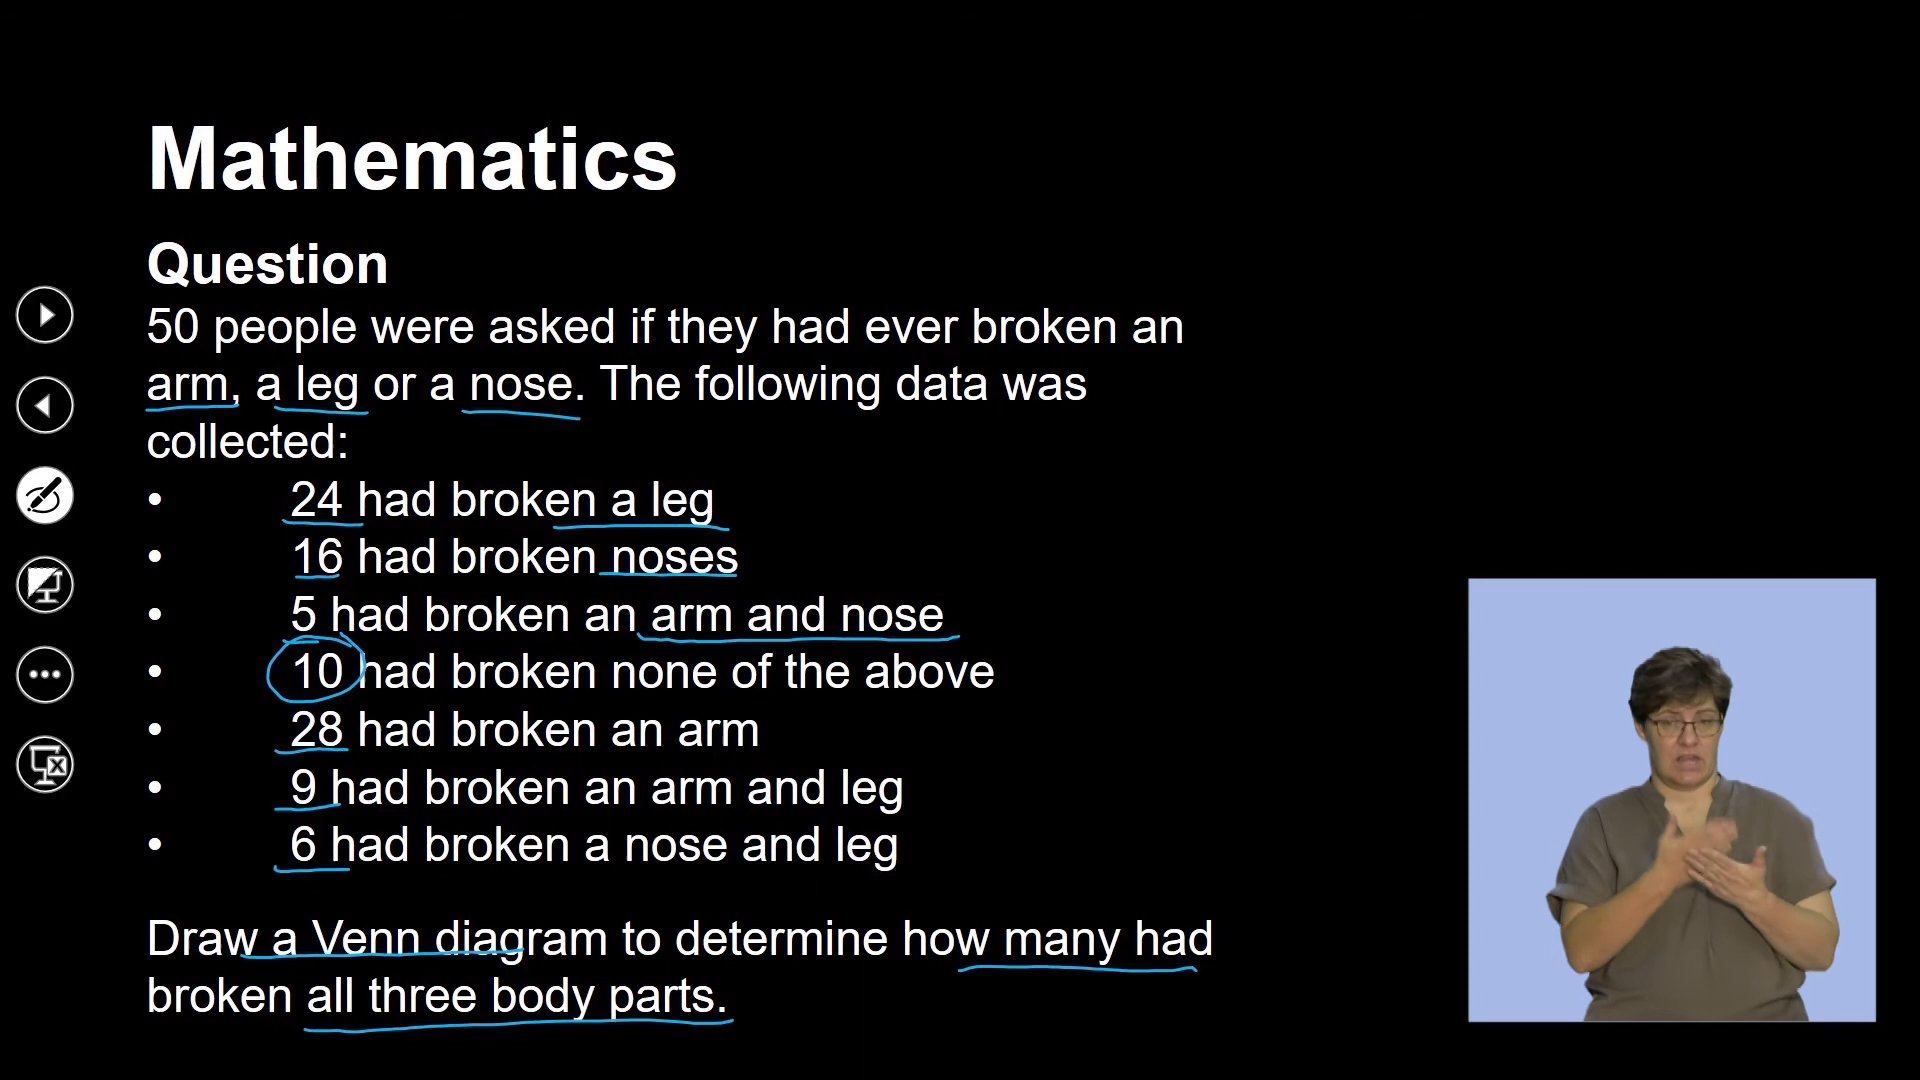 Mathematics
Question
50 people were asked if they had ever broken an
arm, a leg or a nose. The following data was
collected:
• 24 had broken a leg
• 16 had broken noses
• 5 had broken an arm and nose
• 10 had broken none of the above
• 28 had broken an arm
• 9 had broken an arm and leg
• 6 had broken a nose and leg
Draw a Venn diagram to determine how many had
broken all three body parts.